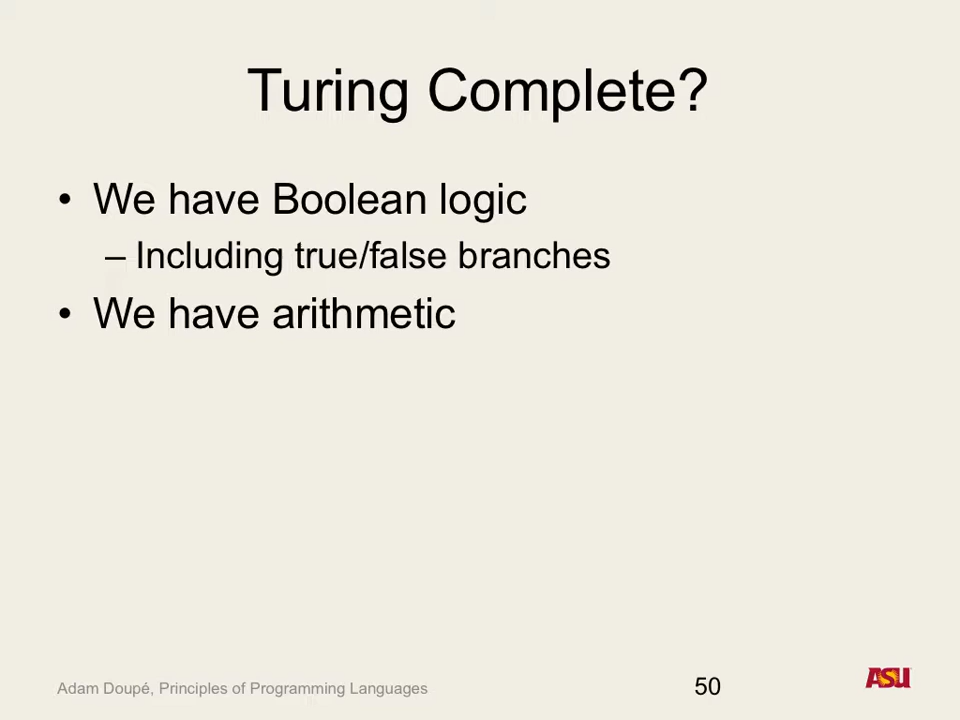 Turing Complete?
• We have Boolean logic
– Including true/false branches
• We have arithmetic
Adam Doupé, Principles of Programming Languages
50
ASU